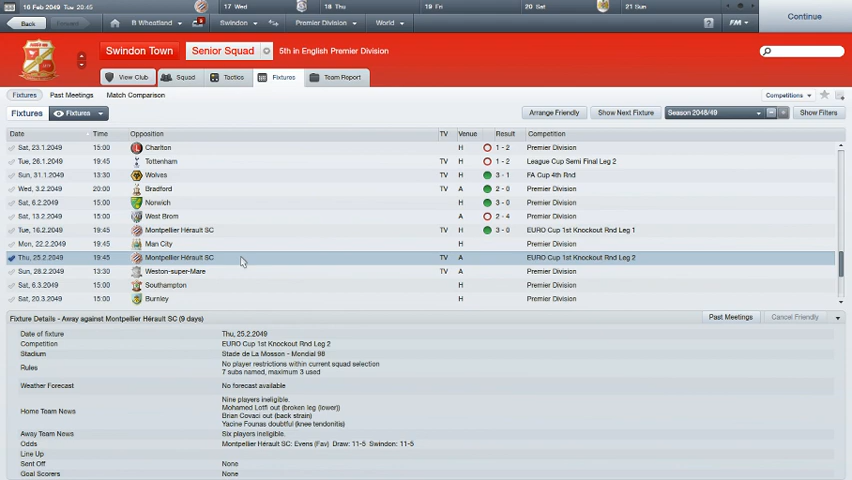 16 Feb 2049 Tue 20:45 17 Wed 18 Thu 19 Fri 20 Sat 21 Sun
Back Forward B Wheatland Swindon Premier Division World ? FM Continue
Swindon Town Senior Squad 5th in English Premier Division
View Club Squad Tactics Fixtures Team Report
Fixtures Past Meetings Match Comparison Competitions
Fixtures Fixtures Arrange Friendly Show Next Fixture Season 2048/49 Show Filters
Date Time Opposition TV Venue Result Competition
Sat, 23.1.2049 15:00 Charlton H 1 - 2 Premier Division
Tue, 26.1.2049 19:45 Tottenham TV H 1 - 2 League Cup Semi Final Leg 2
Sun, 31.1.2049 13:30 Wolves TV H 3 - 1 FA Cup 4th Rnd
Wed, 3.2.2049 20:00 Bradford TV A 2 - 0 Premier Division
Sat, 6.2.2049 15:00 Norwich H 3 - 0 Premier Division
Sat, 13.2.2049 15:00 West Brom A 2 - 4 Premier Division
Tue, 16.2.2049 19:45 Montpellier Hérault SC TV H 3 - 0 EURO Cup 1st Knockout Rnd Leg 1
Mon, 22.2.2049 19:45 Man City H Premier Division
Thu, 25.2.2049 19:45 Montpellier Hérault SC TV A EURO Cup 1st Knockout Rnd Leg 2
Sun, 28.2.2049 13:30 Weston-super-Mare TV A Premier Division
Sat, 6.3.2049 15:00 Southampton H Premier Division
Sat, 20.3.2049 15:00 Burnley H Premier Division
Fixture Details - Away against Montpellier Hérault SC (9 days) Past Meetings Cancel Friendly
Date of fixture Thu, 25.2.2049
Competition EURO Cup 1st Knockout Rnd Leg 2
Stadium Stade de La Mosson - Mondial 98
Rules No player restrictions within current squad selection
7 subs named, maximum 3 used
Weather Forecast No forecast available
Home Team News Nine players ineligible.
Mohamed Lotfi out (broken leg (lower))
Brian Covaci out (back strain)
Yacine Founas doubtful (knee tendonitis)
Away Team News Six players ineligible.
Odds Montpellier Hérault SC: Evens (Fav) Draw: 11-5 Swindon: 11-5
Line Up
Sent Off None
Goal Scorers None